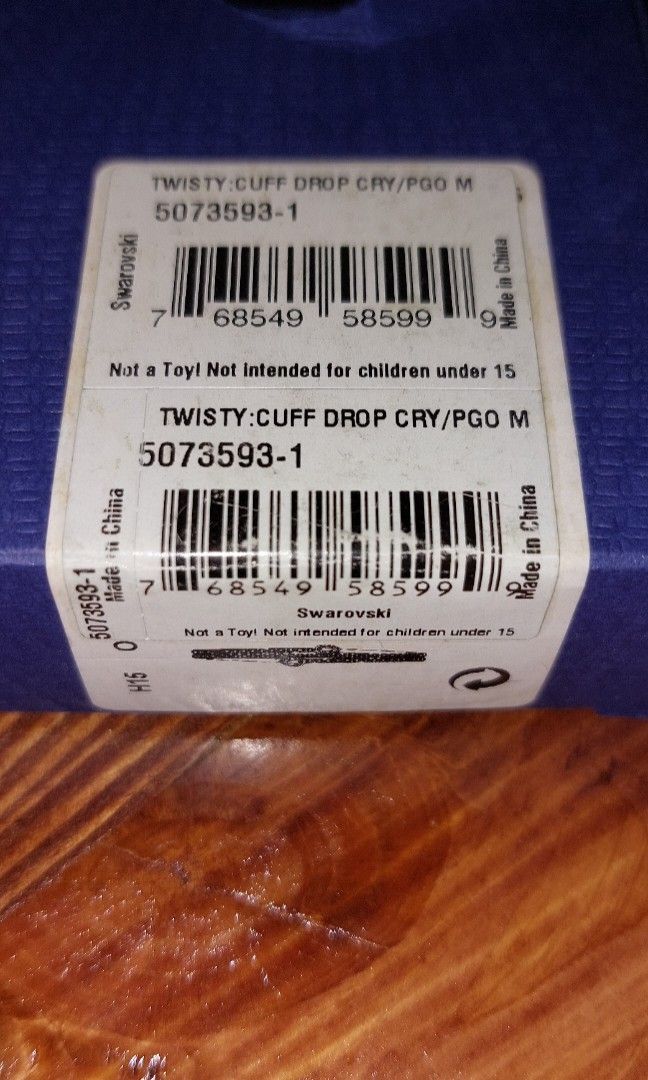 TWISTY:CUFF DROP CRY/PGO M
5073593-1
Swarovski
Made in China
7 68549 58599 9
Not a Toy! Not intended for children under 15
TWISTY:CUFF DROP CRY/PGO M
5073593-1
Made in China
Made in China
7 68549 58599 9
Swarovski
Not a Toy! Not intended for children under 15
5073593-1
O
H15